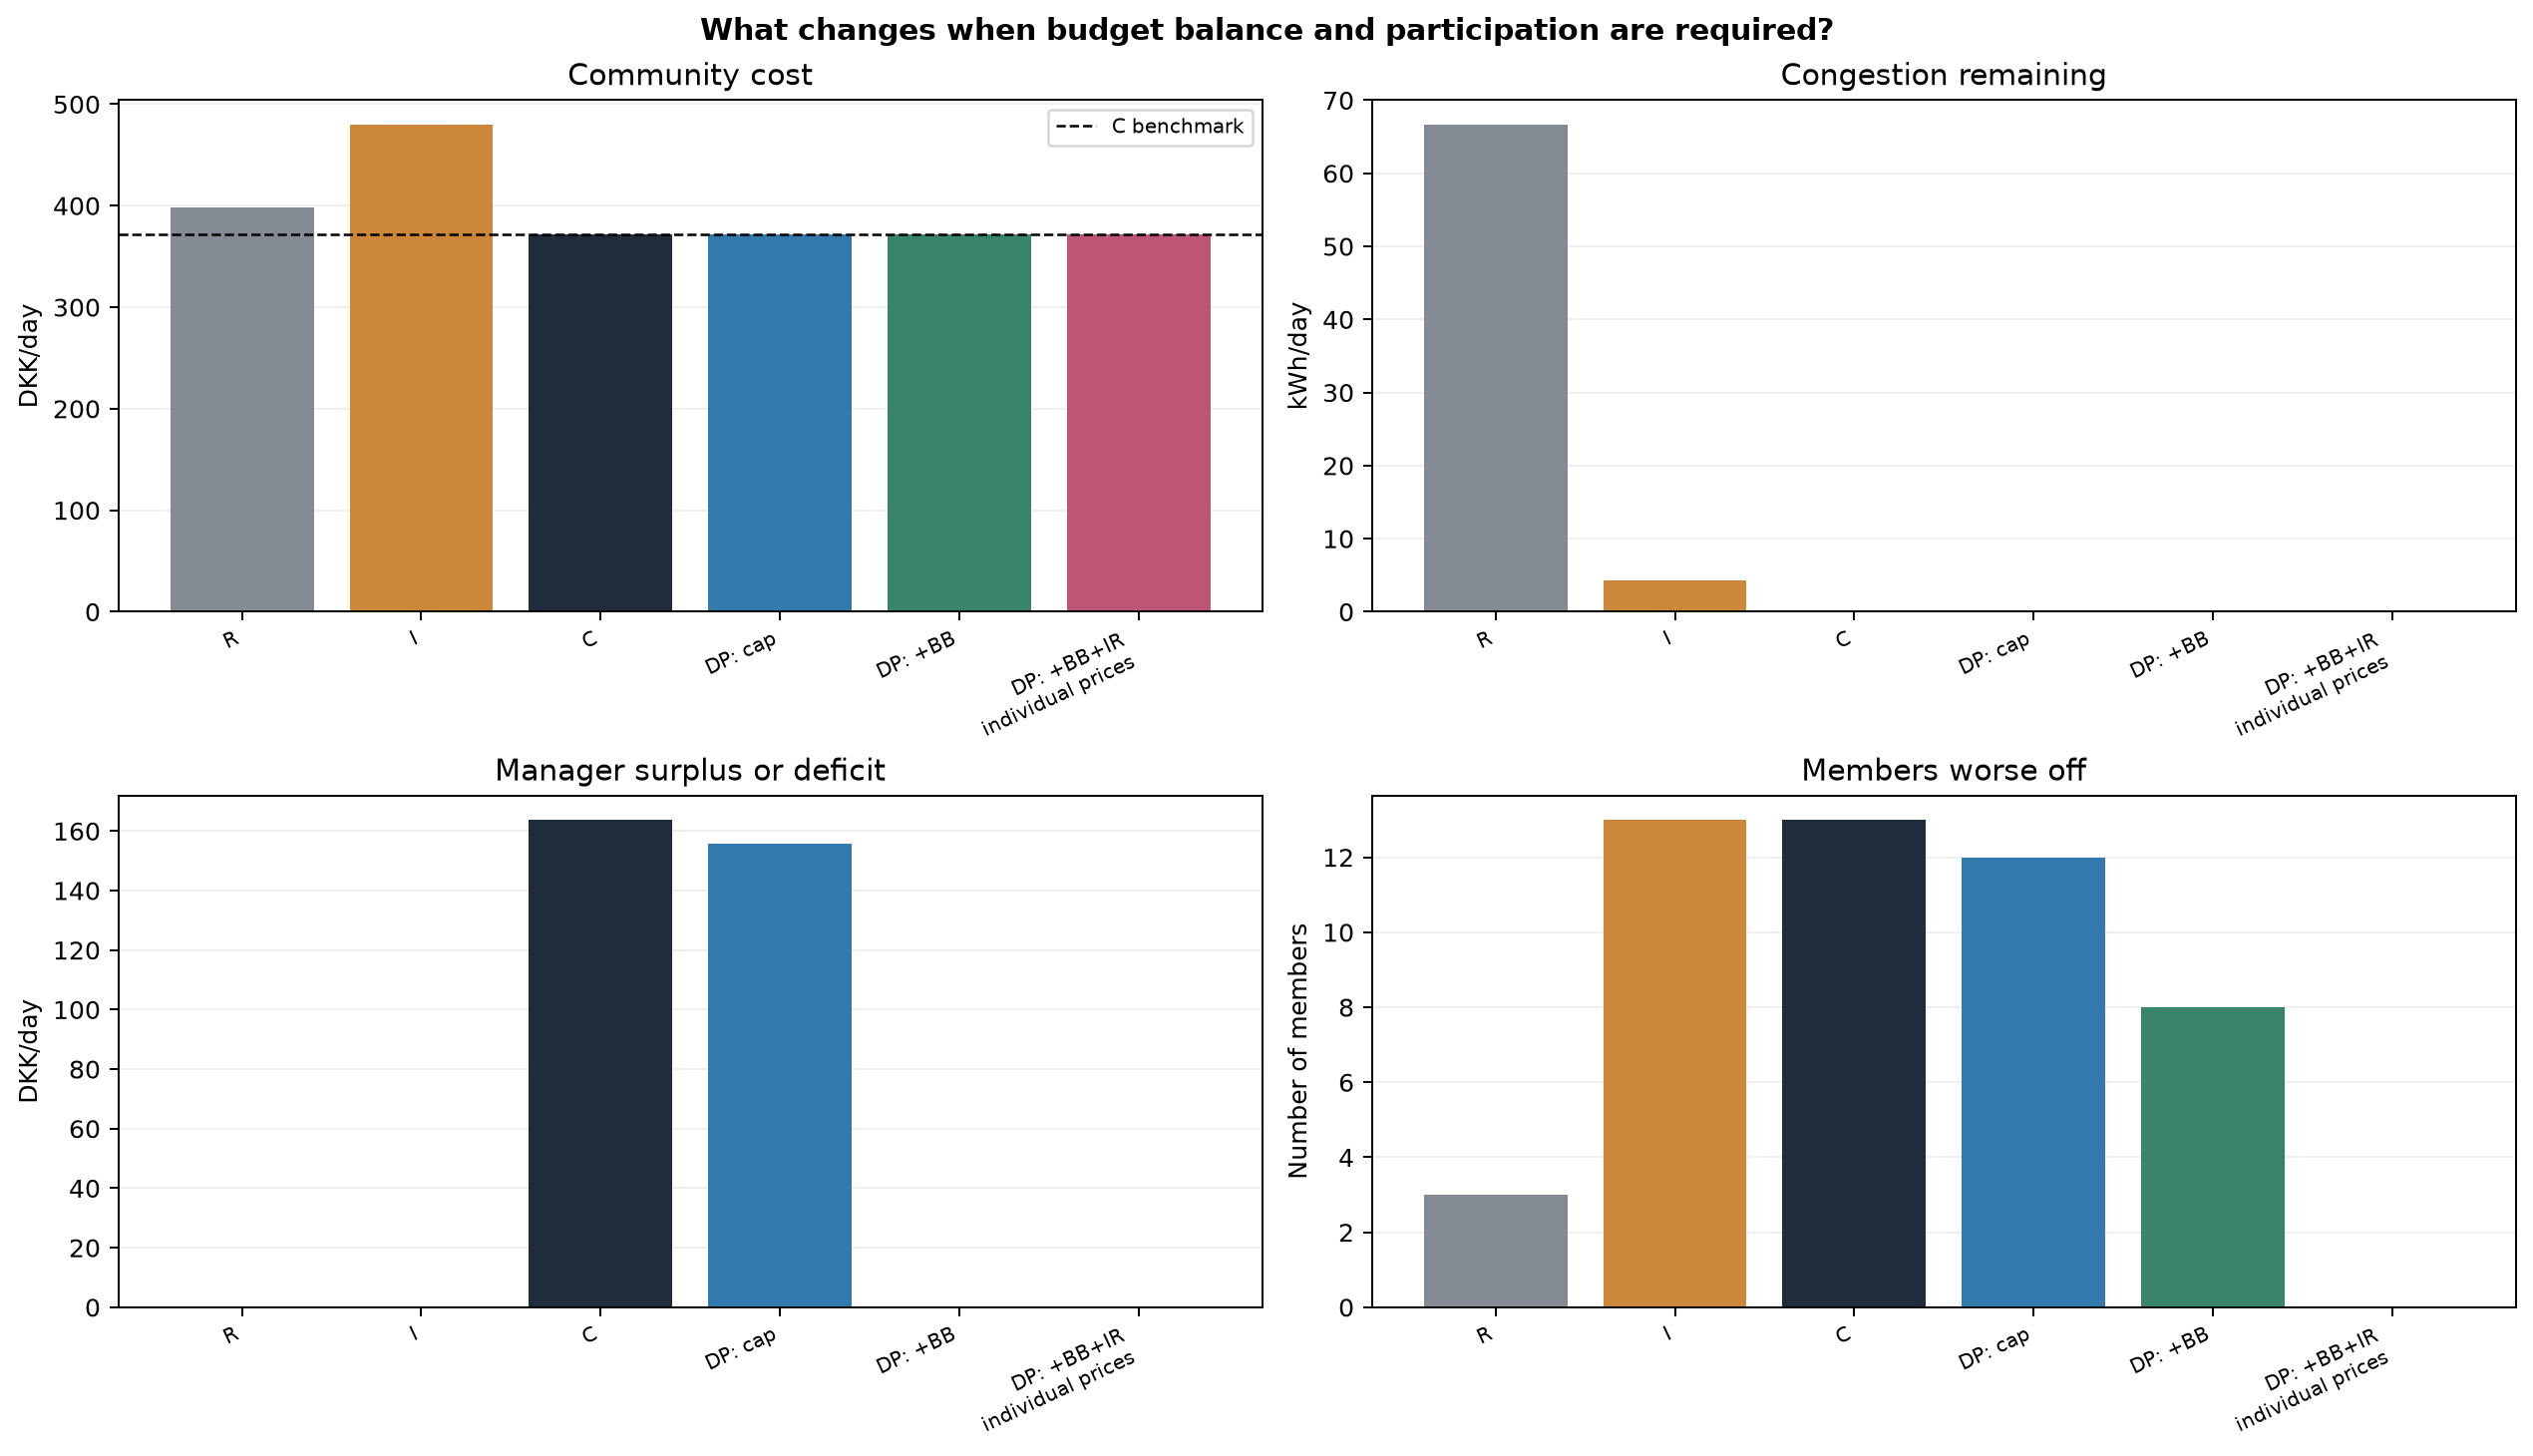 What changes when budget balance and participation are required?
Community cost
DKK/day
500
400
300
200
100
0
C benchmark
R
I
C
DP: cap
DP: +BB
DP: +BB+IR
individual prices
Congestion remaining
kWh/day
70
60
50
40
30
20
10
0
R
I
C
DP: cap
DP: +BB
DP: +BB+IR
individual prices
Manager surplus or deficit
DKK/day
160
140
120
100
80
60
40
20
0
R
I
C
DP: cap
DP: +BB
DP: +BB+IR
individual prices
Members worse off
Number of members
12
10
8
6
4
2
0
R
I
C
DP: cap
DP: +BB
DP: +BB+IR
individual prices